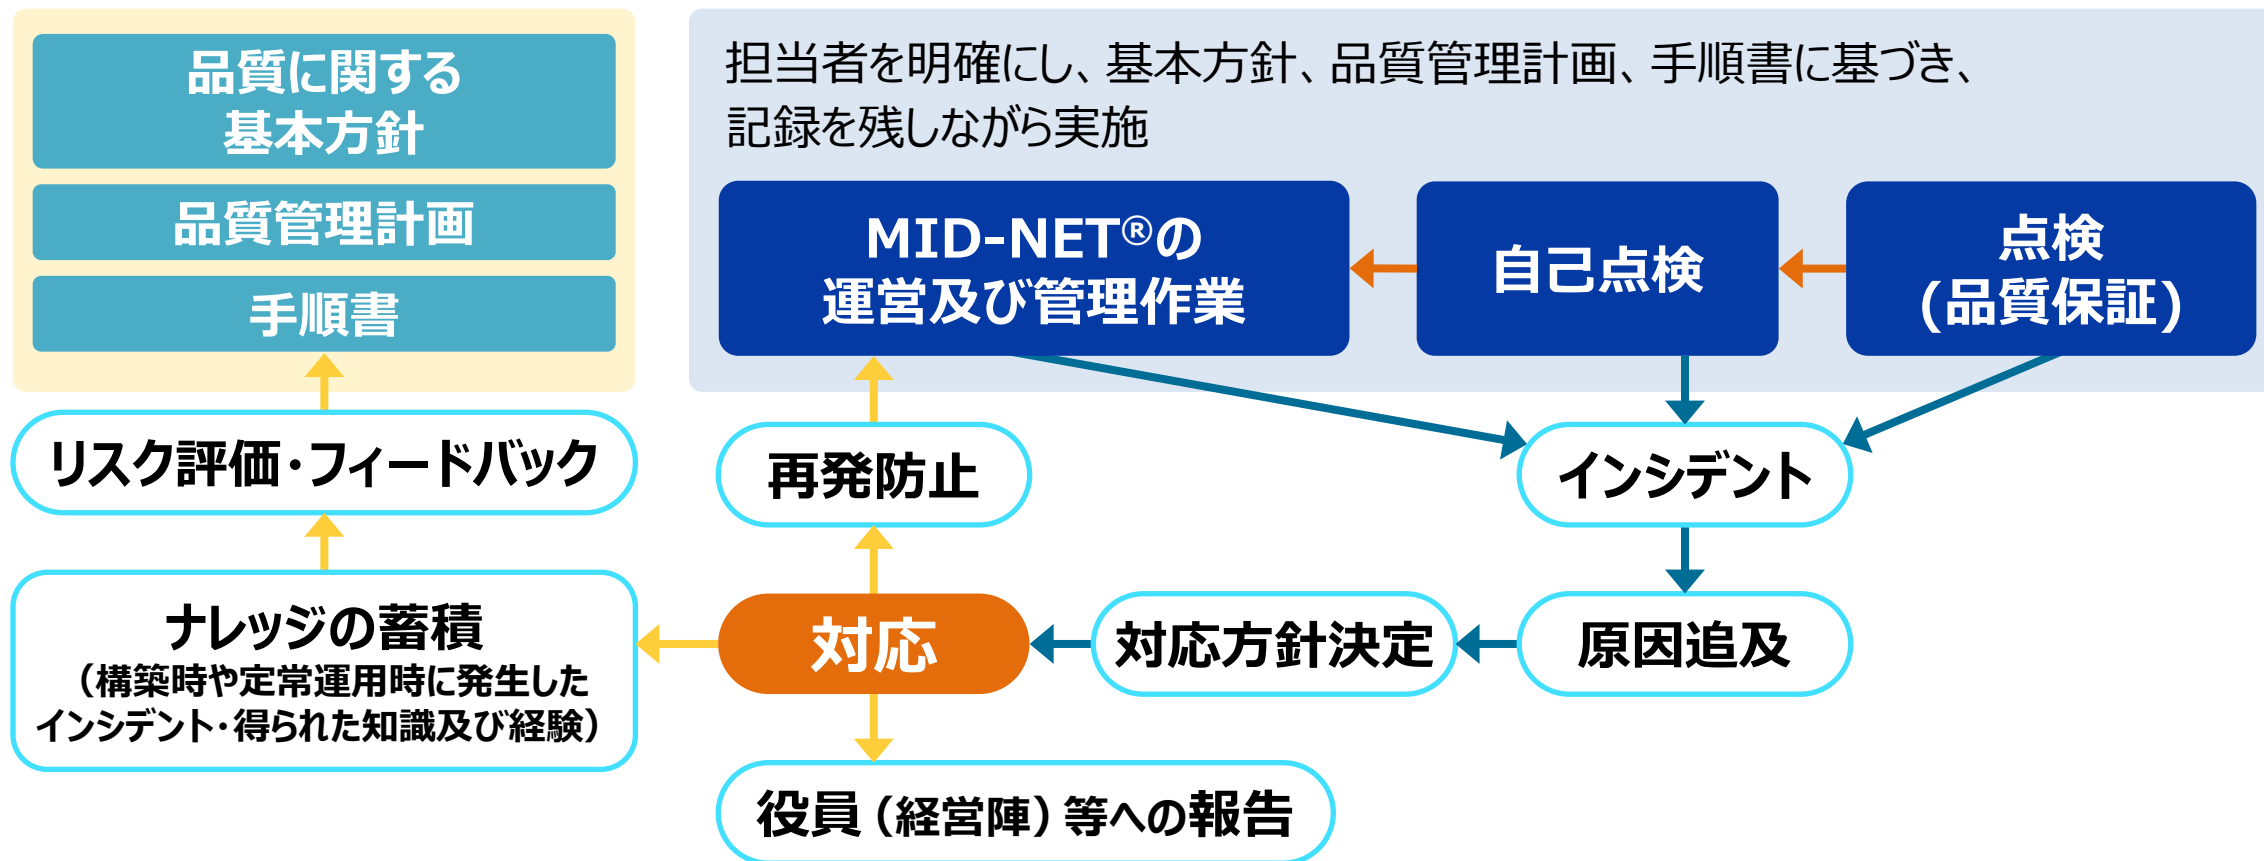 品質に関する
基本方針
品質管理計画
手順書
リスク評価・フィードバック
ナレッジの蓄積
（構築時や定常運用時に発生した
インシデント・得られた知識及び経験）
担当者を明確にし、基本方針、品質管理計画、手順書に基づき、
記録を残しながら実施
MID-NET®の
運営及び管理作業
自己点検
点検
(品質保証)
再発防止
インシデント
対応
対応方針決定
原因追及
役員（経営陣）等への報告